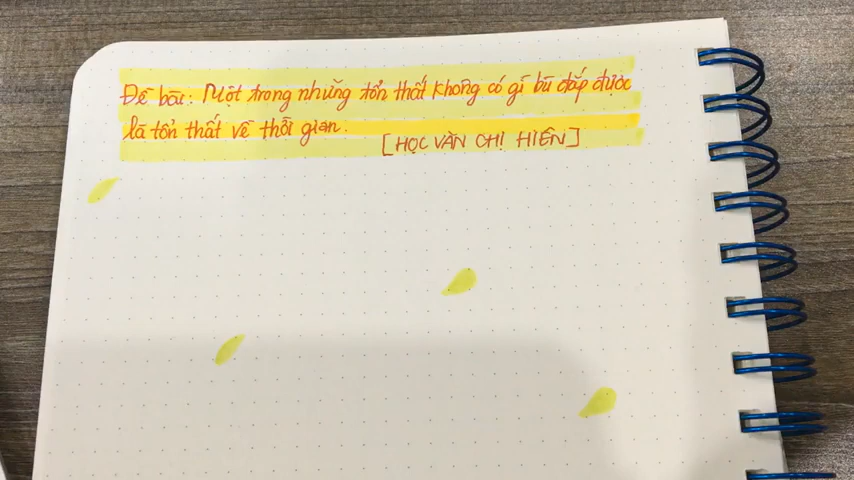 Đề bài: Một trong những tổn thất không có gì bù đắp được
là tổn thất về thời gian.
[HỌC VĂN CHỊ HIÊN]